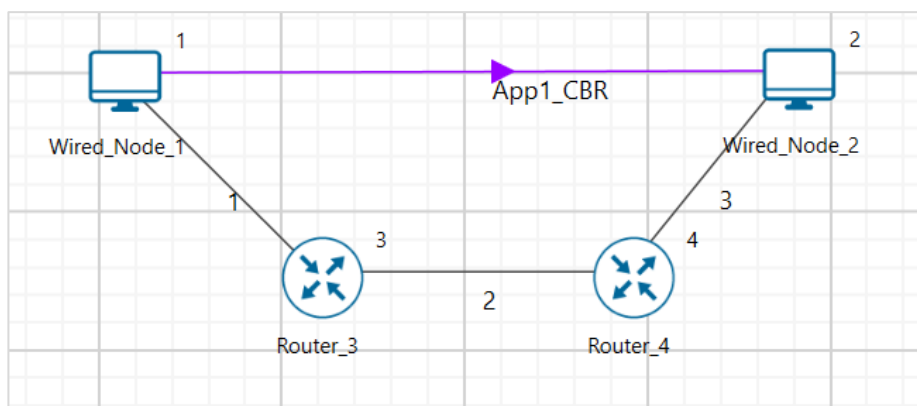 1
2
App1_CBR
Wired_Node_1
Wired_Node_2
1
3
3
4
2
Router_3
Router_4